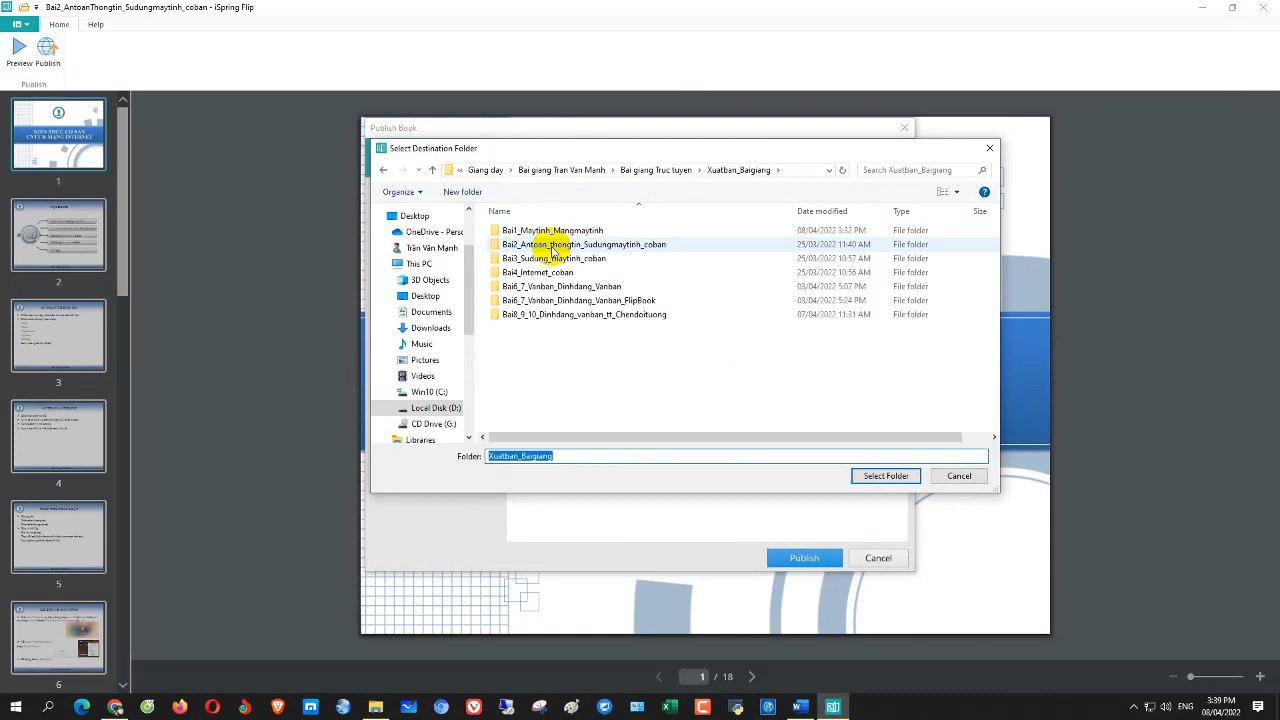 Bai2_AntoanThongtin_Sudungmaytinh_coban - iSpring Flip
Home
Help
Preview
Publish
Publish
KIẾN THỨC CƠ BẢN
CNTT & MẠNG INTERNET
1
2
3
4
5
6
Publish Book
Select Destination Folder
« Giang day › Bai giang Tran Van Manh › Bai giang Truc tuyen › Xuatban_Baigiang ›
Search Xuatban_Baigiang
Organize
New folder
Name
Date modified
Type
Size
Bai1_Maytinh_Mangmaytinh 08/04/2022 3:32 PM File folder
Bai2_Antoan_thongtin_Sudungmaytinh_coban 25/03/2022 11:40 AM File folder
Bai3_Sudung_maytinh_coban 25/03/2022 10:57 AM File folder
Bai4_Internet_coban 25/03/2022 10:56 AM File folder
Bai6_7_Vanban_Dinhdang_Vanban 03/04/2022 5:07 PM File folder
Bai6_7_Vanban_Dinhdang_Vanban_FlipBook 03/04/2022 5:24 PM File folder
Bai8_9_10_Dinhdang_vanban_tt_Chendoituong 07/04/2022 11:31 AM File folder
Desktop
OneDrive - Perso
Trần Văn Mạnh
This PC
3D Objects
Desktop
Documents
Downloads
Music
Pictures
Videos
Win10 (C:)
Local Disk (D:)
CD Drive (G:)
Libraries
Folder: Xuatban_Baigiang
Select Folder
Cancel
Publish
Cancel
1 / 18
ENG
3:39 PM
08/04/2022